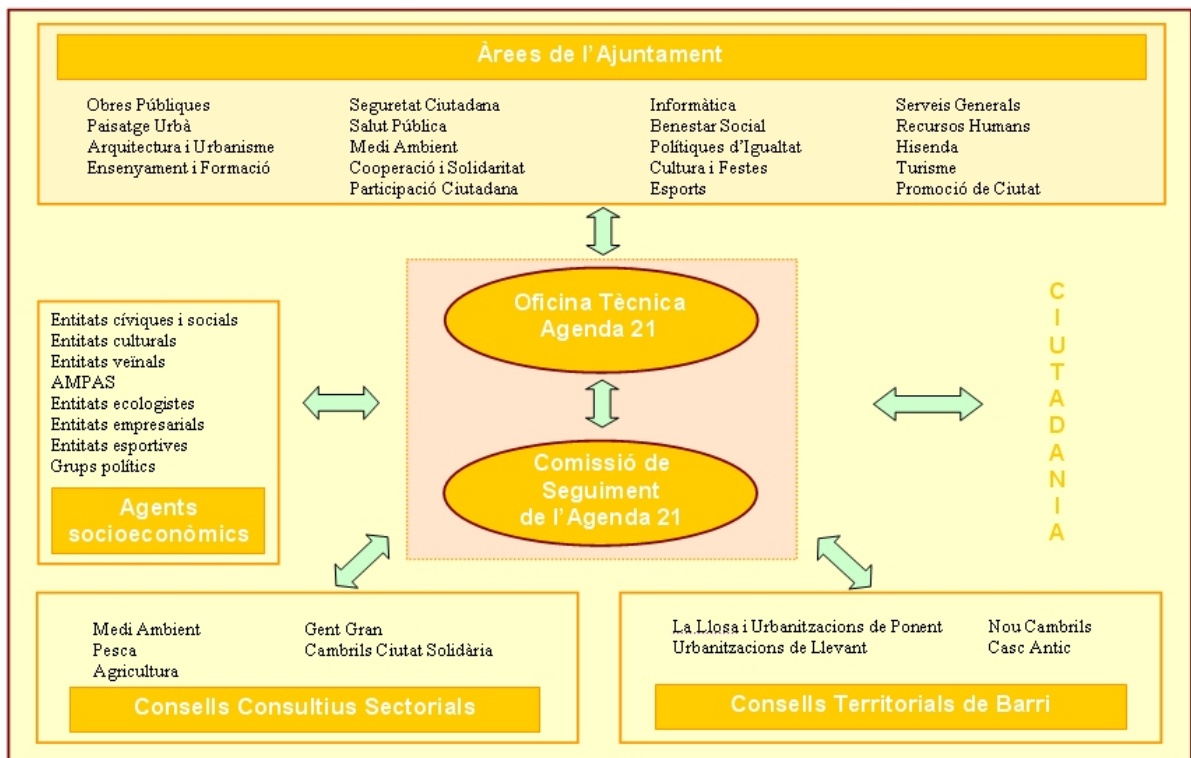 Àrees de l'Ajuntament
Obres Públiques
Paisatge Urbà
Arquitectura i Urbanisme
Ensenyament i Formació
Seguretat Ciutadana
Salut Pública
Medi Ambient
Cooperació i Solidaritat
Participació Ciutadana
Informàtica
Benestar Social
Polítiques d'Igualtat
Cultura i Festes
Esports
Serveis Generals
Recursos Humans
Hisenda
Turisme
Promoció de Ciutat
Oficina Tècnica
Agenda 21
Comissió de
Seguiment
de l'Agenda 21
Entitats cíviques i socials
Entitats culturals
Entitats veïnals
AMPAS
Entitats ecologistes
Entitats empresarials
Entitats esportives
Grups polítics
Agents
socioeconòmics
CIUTADANIA
Medi Ambient
Pesca
Agricultura
Gent Gran
Cambrils Ciutat Solidària
Consells Consultius Sectorials
La Llosa i Urbanitzacions de Ponent
Urbanitzacions de Llevant
Nou Cambrils
Casc Antic
Consells Territorials de Barri